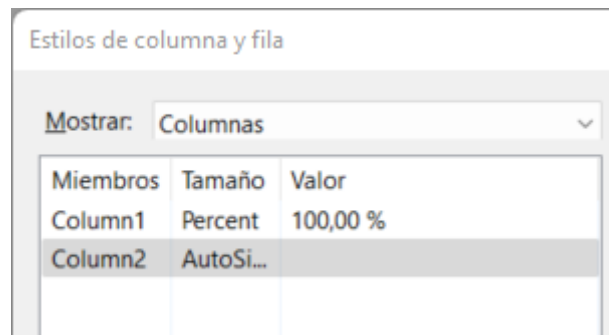 Estilos de columna y fila
Mostrar: Columnas
Miembros Tamaño Valor
Column1 Percent 100,00 %
Column2 AutoSi...